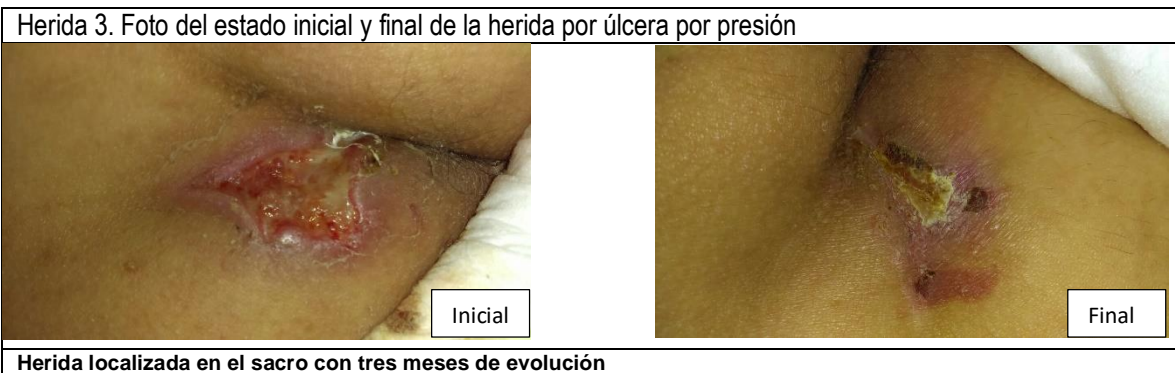 Herida 3. Foto del estado inicial y final de la herida por úlcera por presión
Inicial
Final
Herida localizada en el sacro con tres meses de evolución